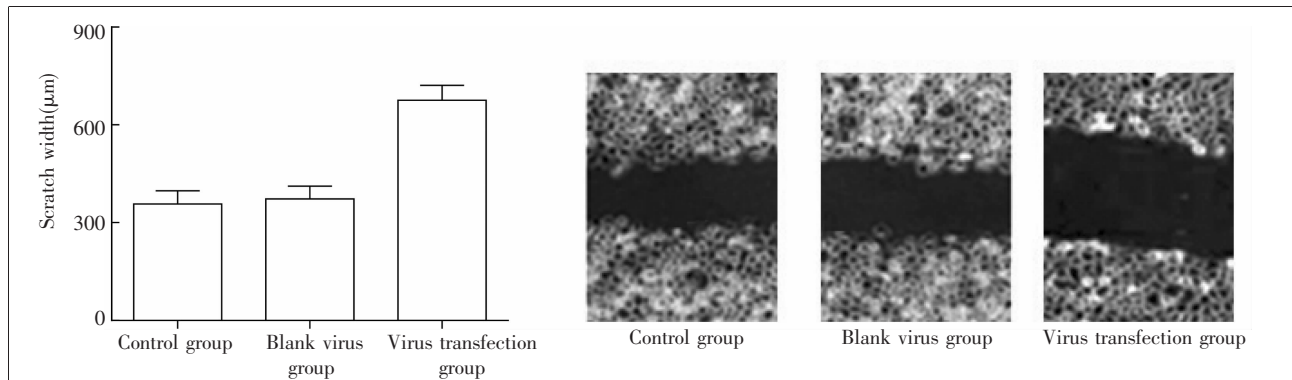 900
600
300
0
Scratch width(μm)
Control group
Blank virus
group
Virus transfection
group
Control group
Blank virus group
Virus transfection group